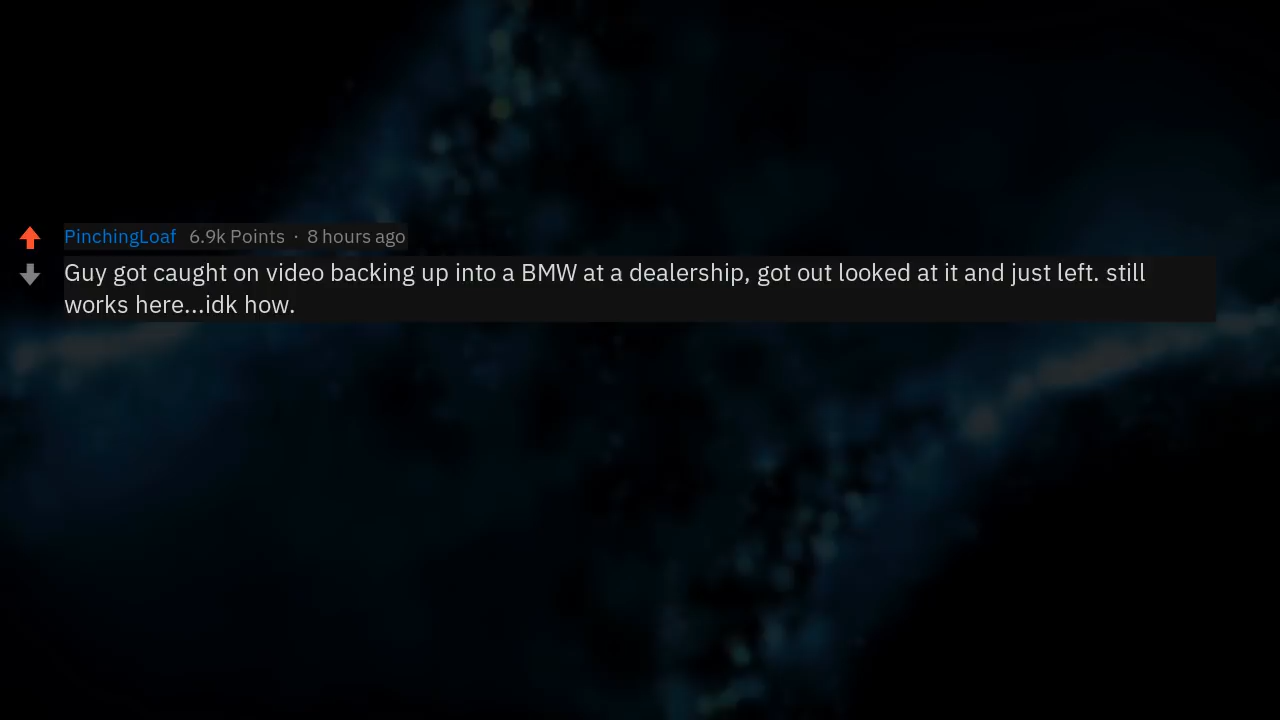 PinchingLoaf 6.9k Points · 8 hours ago
Guy got caught on video backing up into a BMW at a dealership, got out looked at it and just left. still
works here...idk how.